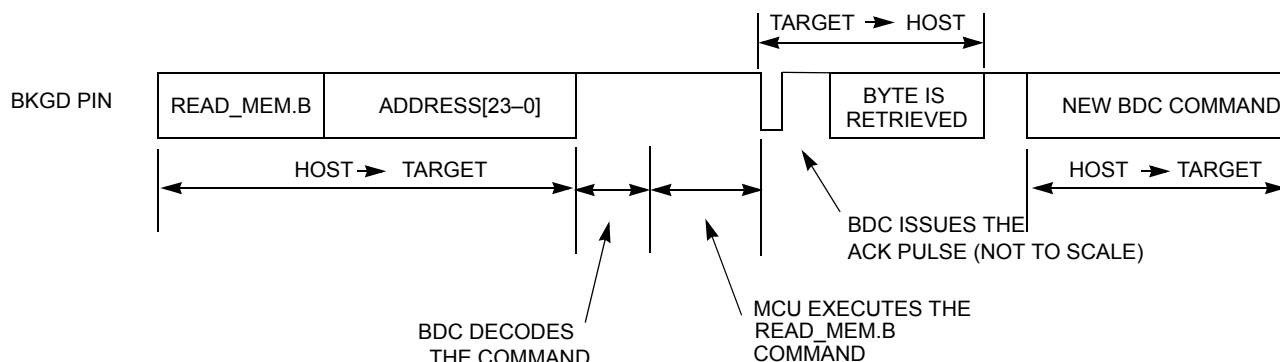 TARGET → HOST
BKGD PIN
READ_MEM.B
ADDRESS[23–0]
BYTE IS
RETRIEVED
NEW BDC COMMAND
HOST → TARGET
HOST → TARGET
BDC ISSUES THE
ACK PULSE (NOT TO SCALE)
BDC DECODES
THE COMMAND
MCU EXECUTES THE
READ_MEM.B
COMMAND